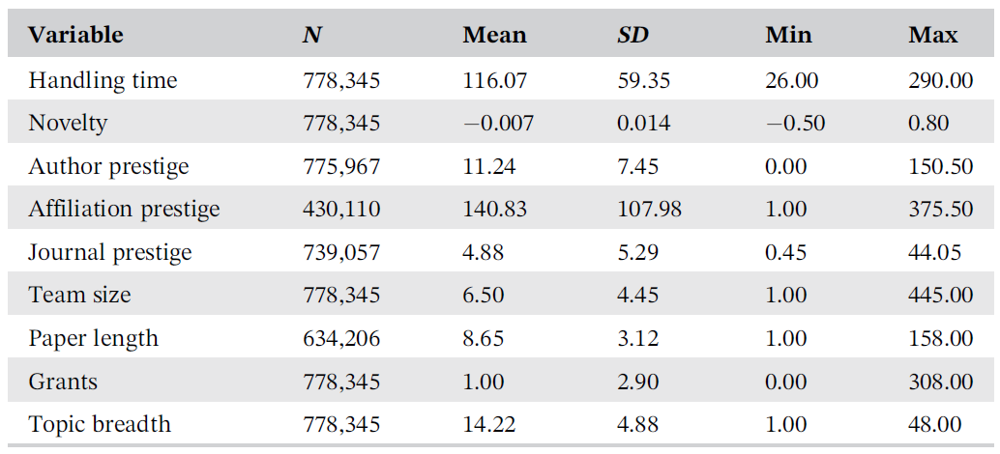 Variable N Mean SD Min Max
Handling time 778,345 116.07 59.35 26.00 290.00
Novelty 778,345 −0.007 0.014 −0.50 0.80
Author prestige 775,967 11.24 7.45 0.00 150.50
Affiliation prestige 430,110 140.83 107.98 1.00 375.50
Journal prestige 739,057 4.88 5.29 0.45 44.05
Team size 778,345 6.50 4.45 1.00 445.00
Paper length 634,206 8.65 3.12 1.00 158.00
Grants 778,345 1.00 2.90 0.00 308.00
Topic breadth 778,345 14.22 4.88 1.00 48.00